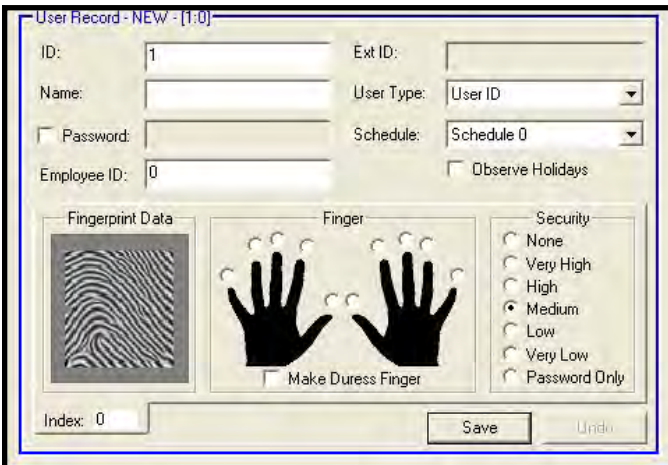 User Record - NEW - [1:0]
ID: 1 Ext ID:
Name: User Type: User ID
Password: Schedule: Schedule 0
Employee ID: 0 Observe Holidays
Fingerprint Data Finger Security
None
Very High
High
Medium
Low
Very Low
Make Duress Finger Password Only
Index: 0 Save Undo